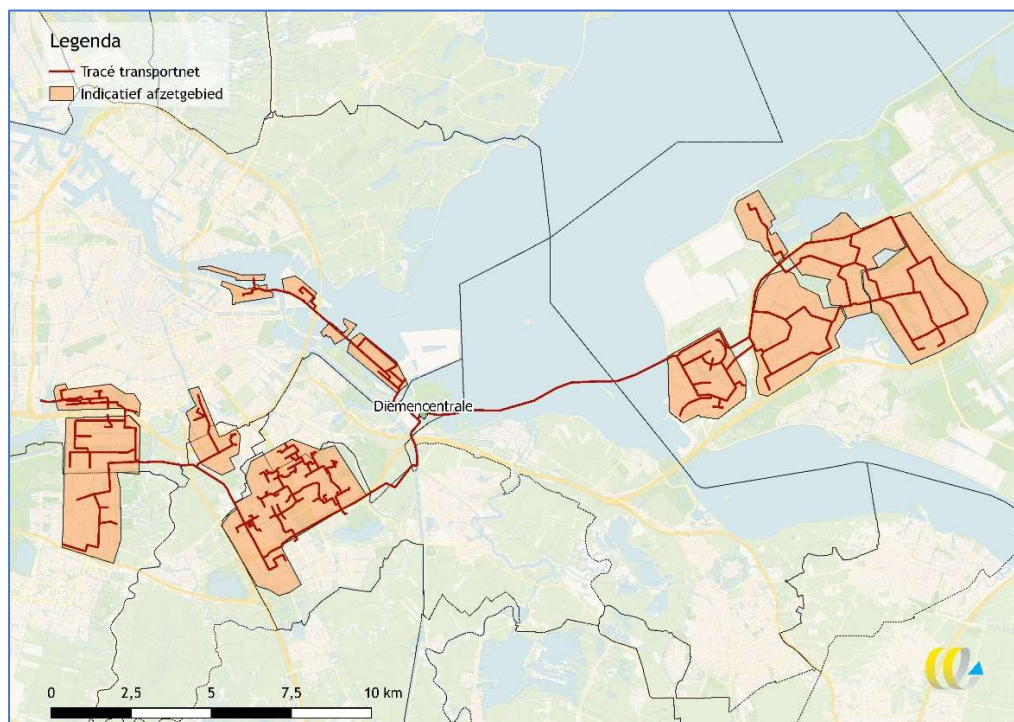 Legenda
Tracé transportnet
Indicatief afzetgebied
Diemencentrale
0 2,5 5 7,5 10 km